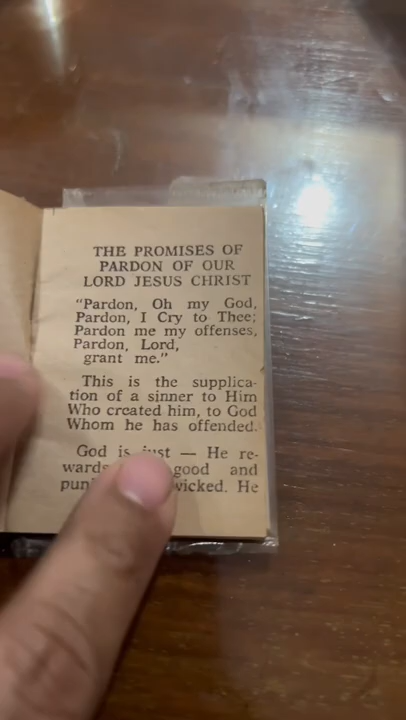 THE PROMISES OF
PARDON OF OUR
LORD JESUS CHRIST
"Pardon, Oh my God,
Pardon, I Cry to Thee;
Pardon me my offenses,
Pardon, Lord,
grant me."
This is the supplica-
tion of a sinner to Him
Who created him, to God
Whom he has offended.
God is just — He re-
wards good and
wicked. He